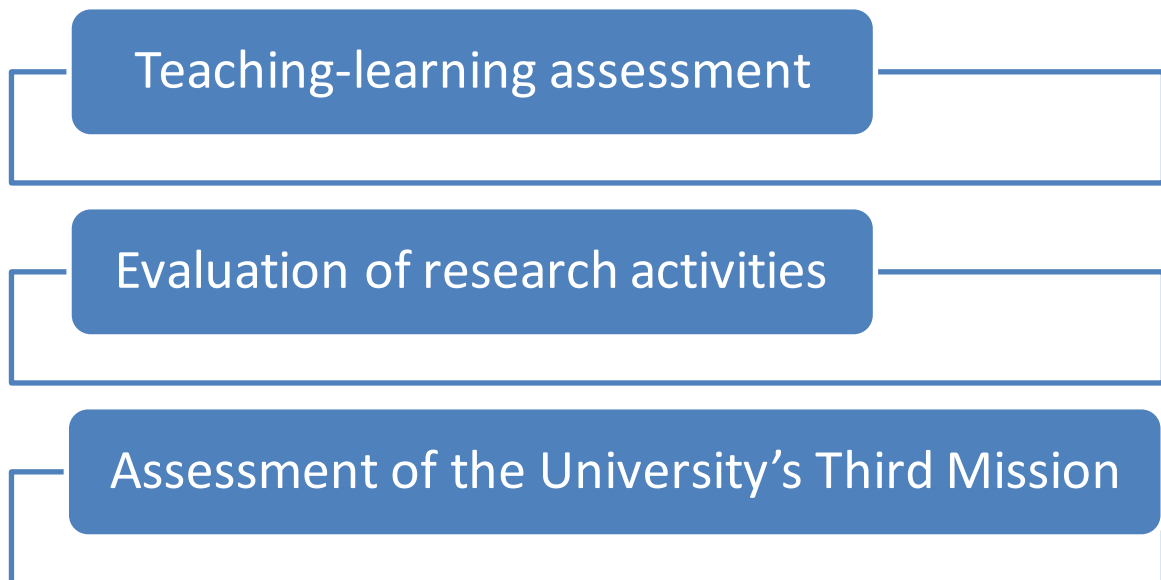 Teaching-learning assessment
Evaluation of research activities
Assessment of the University’s Third Mission